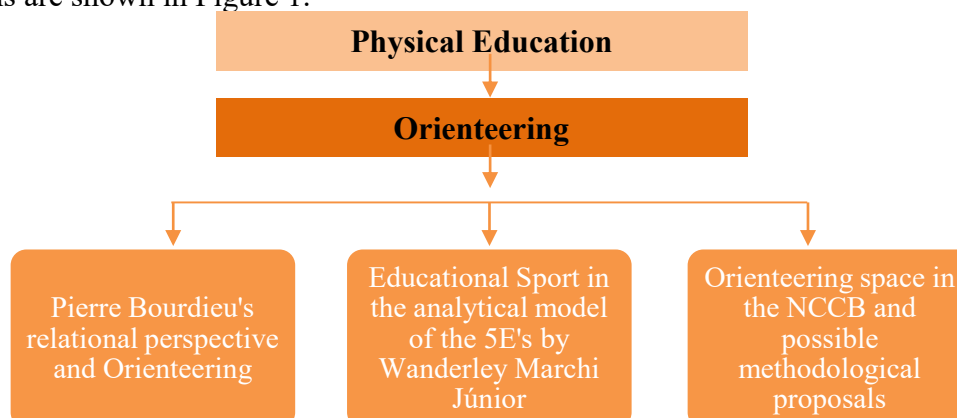 ns are shown in Figure 1.
Physical Education
Orienteering
Pierre Bourdieu's
relational perspective
and Orienteering
Educational Sport in
the analytical model
of the 5E's by
Wanderley Marchi
Júnior
Orienteering space in
the NCCB and
possible
methodological
proposals